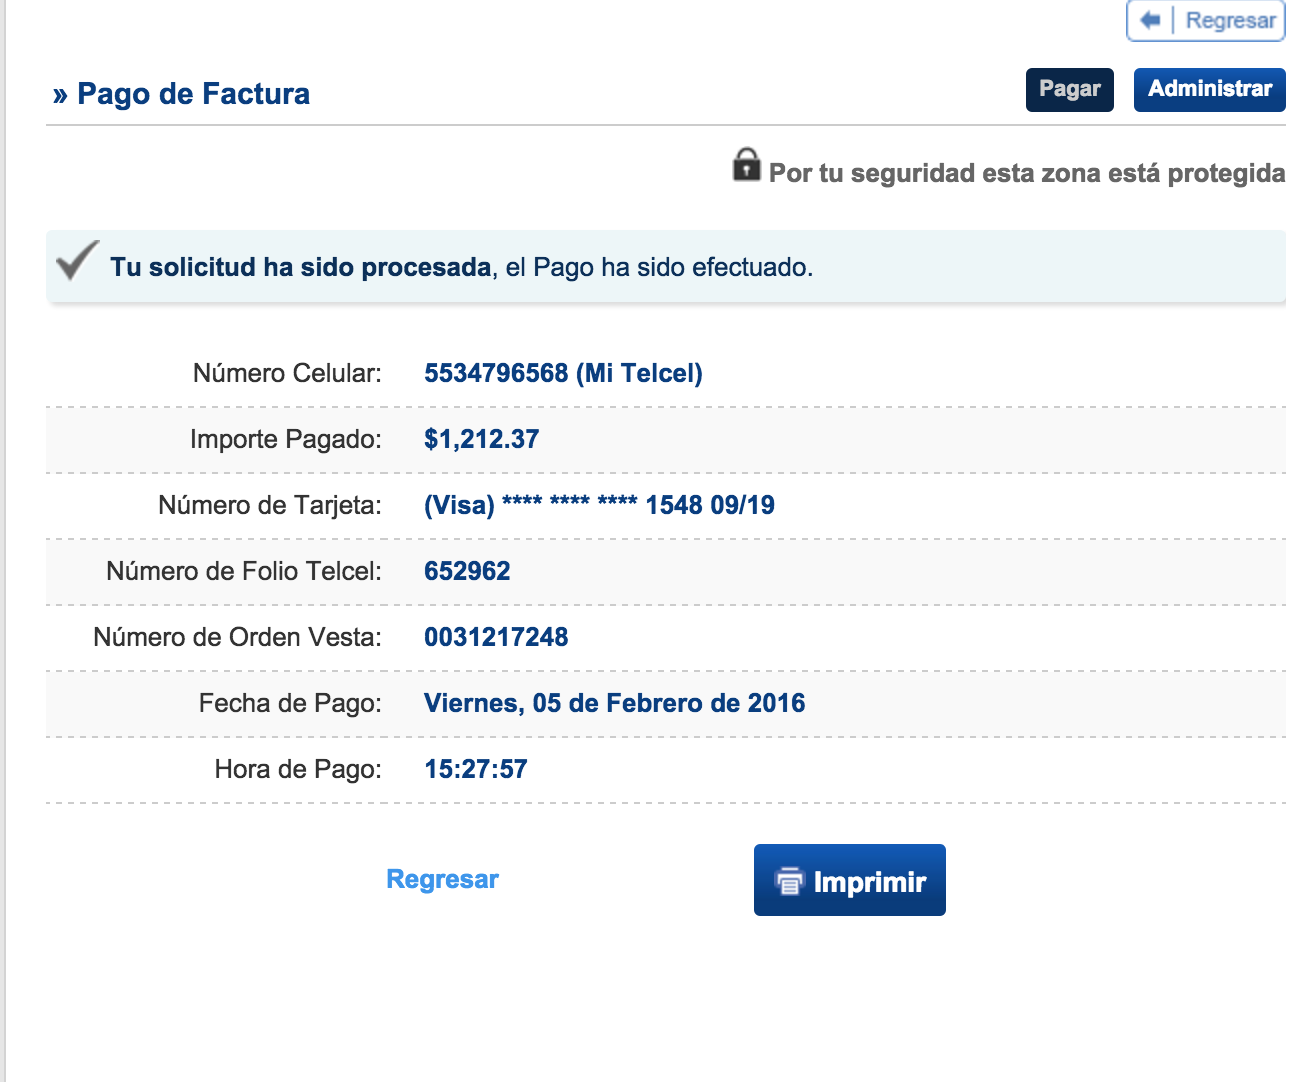 Regresar
» Pago de Factura
Pagar
Administrar
Por tu seguridad esta zona está protegida
Tu solicitud ha sido procesada, el Pago ha sido efectuado.
Número Celular: 5534796568 (Mi Telcel)
Importe Pagado: $1,212.37
Número de Tarjeta: (Visa) **** **** **** 1548 09/19
Número de Folio Telcel: 652962
Número de Orden Vesta: 0031217248
Fecha de Pago: Viernes, 05 de Febrero de 2016
Hora de Pago: 15:27:57
Regresar
Imprimir